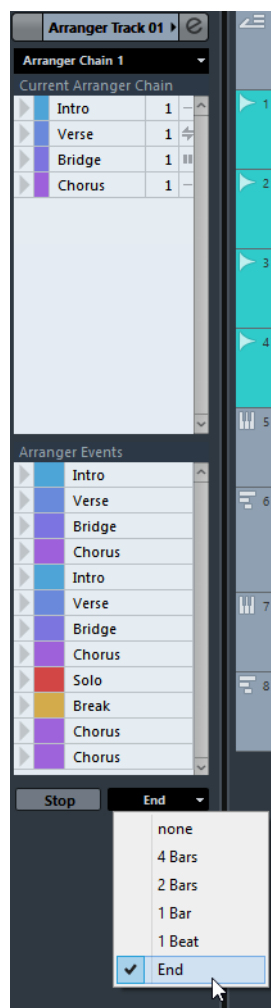 Arranger Track 01
Arranger Chain 1
Current Arranger Chain
Intro 1
Verse 1
Bridge 1
Chorus 1
Arranger Events
Intro
Verse
Bridge
Chorus
Intro
Verse
Bridge
Chorus
Solo
Break
Chorus
Chorus
Stop End
none
4 Bars
2 Bars
1 Bar
1 Beat
End
1
2
3
4
5
6
7
8